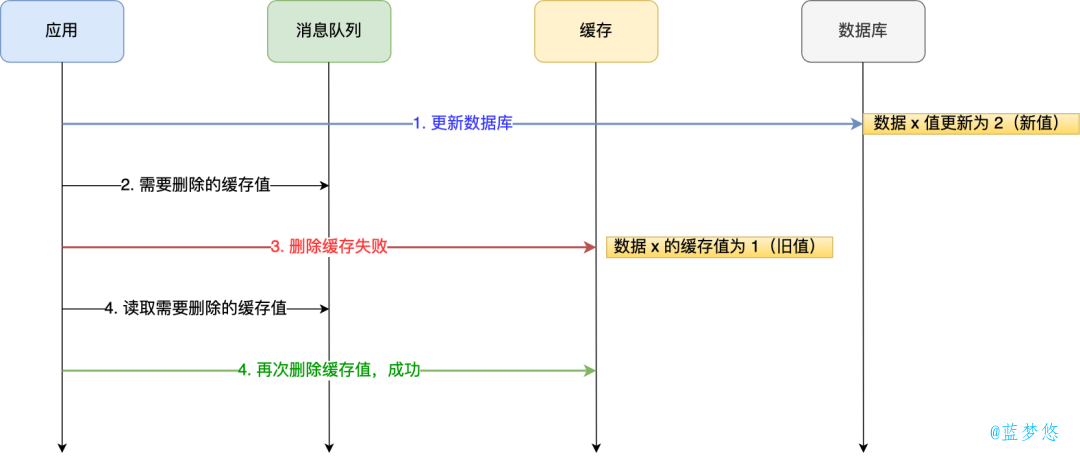 应用
消息队列
缓存
数据库
1. 更新数据库
数据 x 值更新为 2（新值）
2. 需要删除的缓存值
3. 删除缓存失败
数据 x 的缓存值为 1（旧值）
4. 读取需要删除的缓存值
4. 再次删除缓存值，成功
@蓝梦悠